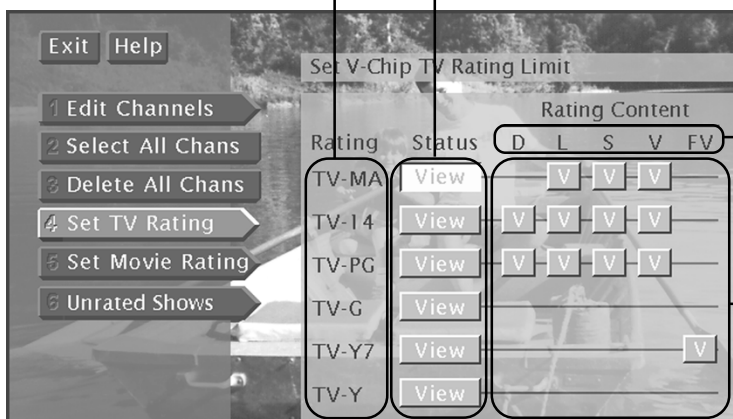 Exit Help
Set V-Chip TV Rating Limit
1 Edit Channels
2 Select All Chans
3 Delete All Chans
4 Set TV Rating
5 Set Movie Rating
6 Unrated Shows
Rating Content
Rating Status D L S V FV
TV-MA View V V V
TV-14 View V V V V
TV-PG View V V V V
TV-G View
TV-Y7 View V
TV-Y View